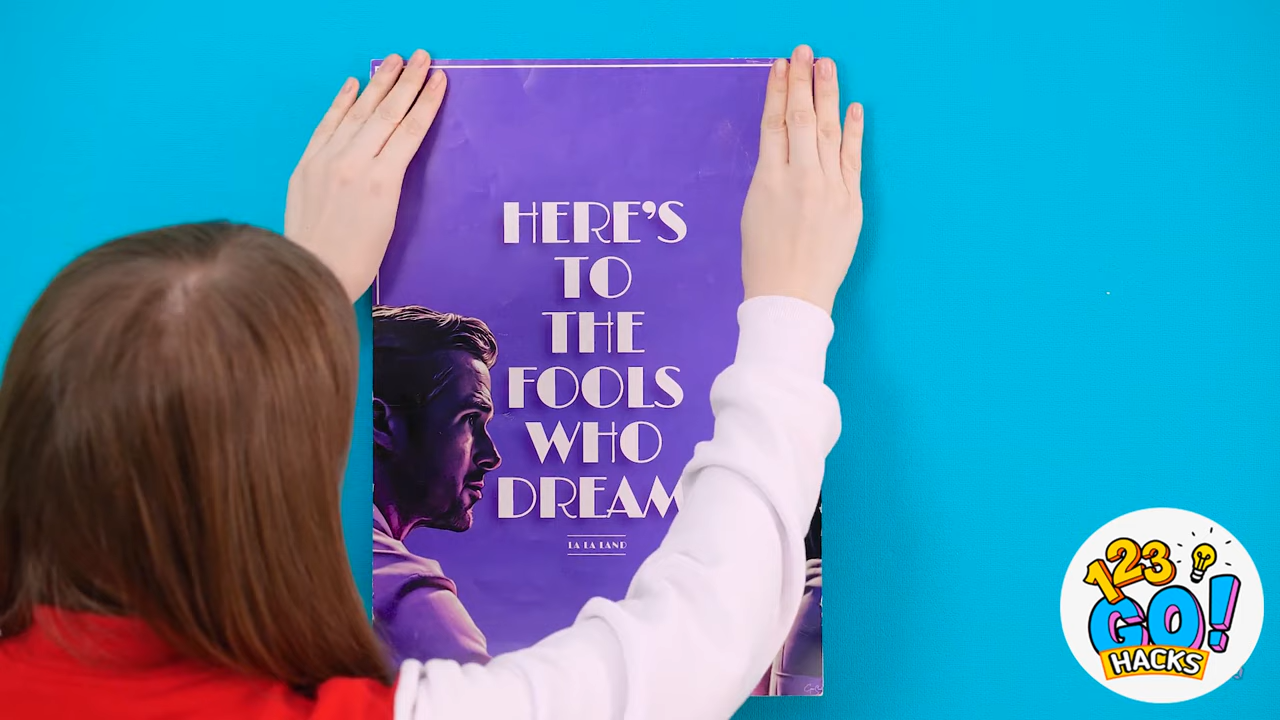 HERE'S
TO
THE
FOOLS
WHO
DREAM
LA LA LAND
123
GO!
HACKS